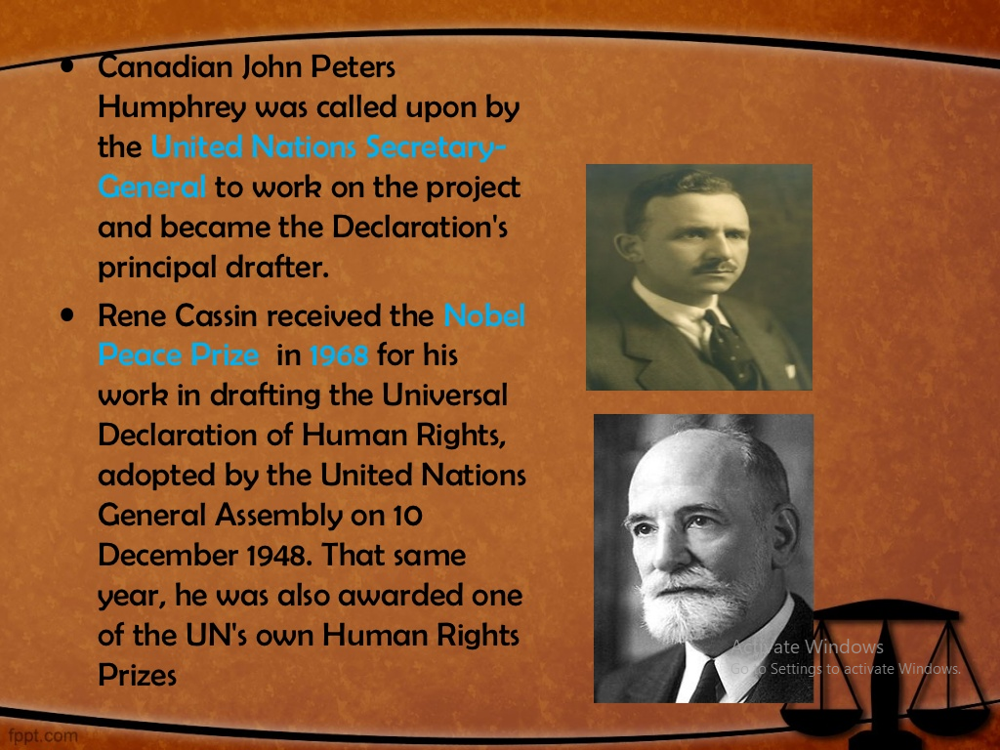 • Canadian John Peters
Humphrey was called upon by
the United Nations Secretary-
General to work on the project
and became the Declaration's
principal drafter.
• Rene Cassin received the Nobel
Peace Prize in 1968 for his
work in drafting the Universal
Declaration of Human Rights,
adopted by the United Nations
General Assembly on 10
December 1948. That same
year, he was also awarded one
of the UN's own Human Rights
Prizes
Activate Windows
Go to Settings to activate Windows.
fppt.com